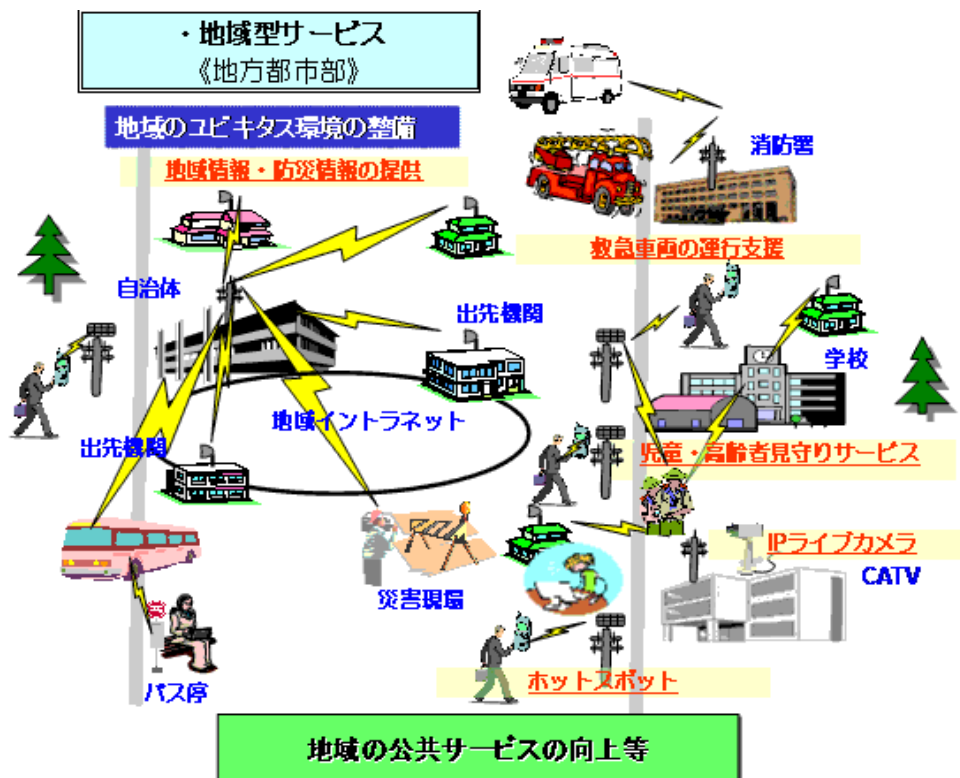 ・地域型サービス
《地方都市部》
地域のユビキタス環境の整備
地域情報・防災情報の提供
消防署
救急車両の運行支援
自治体
出先機関
学校
地域イントラネット
出先機関
児童・高齢者見守りサービス
IPライブカメラ
CATV
災害現場
バス停
ホットスポット
地域の公共サービスの向上等